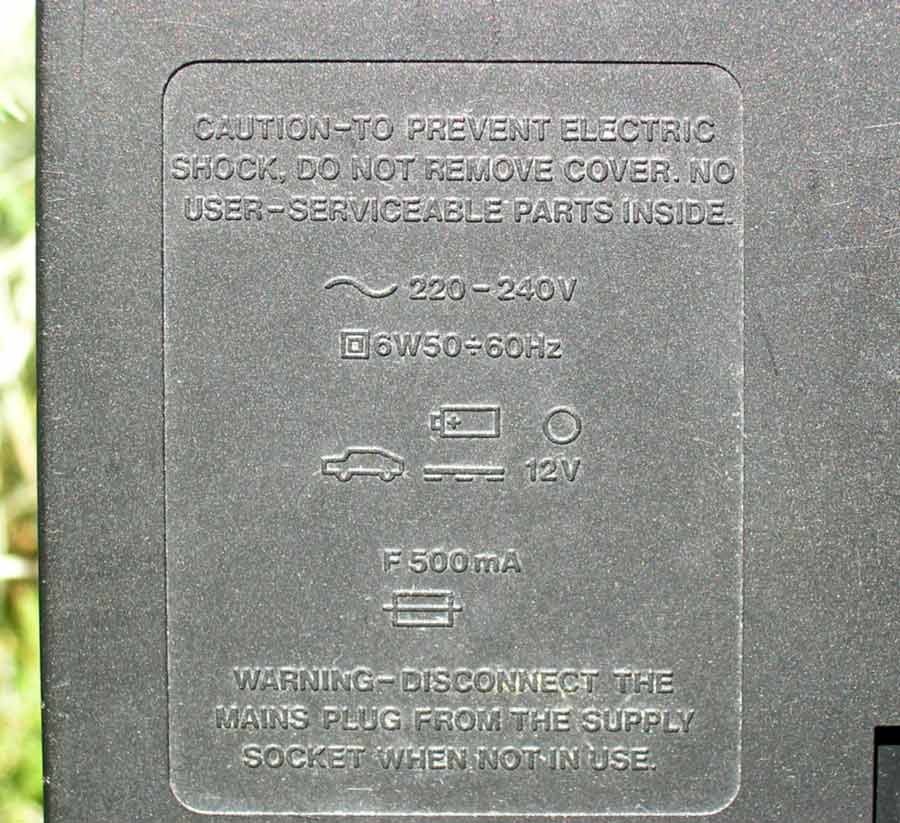 CAUTION-TO PREVENT ELECTRIC
SHOCK, DO NOT REMOVE COVER. NO
USER-SERVICEABLE PARTS INSIDE.
~ 220-240V
6W50÷60Hz
+
12V
F 500mA
WARNING-DISCONNECT THE
MAINS PLUG FROM THE SUPPLY
SOCKET WHEN NOT IN USE.